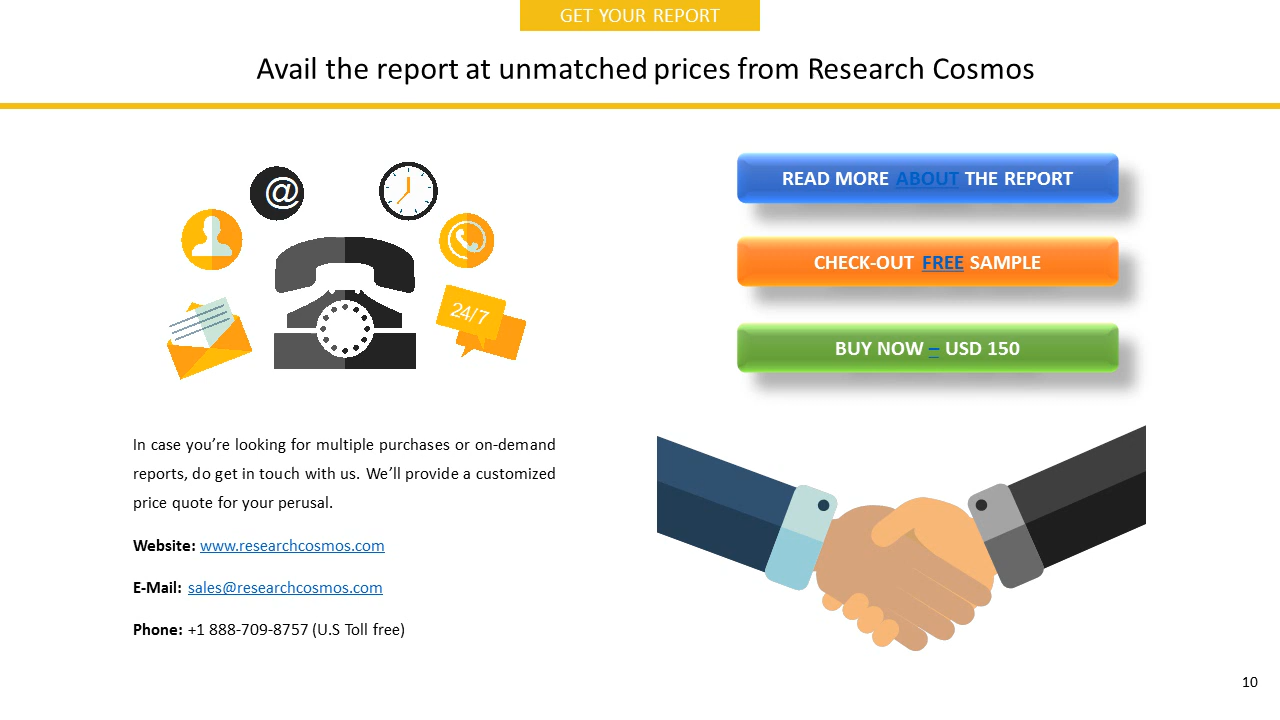 GET YOUR REPORT
Avail the report at unmatched prices from Research Cosmos
@
24/7
READ MORE ABOUT THE REPORT
CHECK-OUT FREE SAMPLE
BUY NOW – USD 150
In case you’re looking for multiple purchases or on-demand
reports, do get in touch with us. We’ll provide a customized
price quote for your perusal.
Website: www.researchcosmos.com
E-Mail: sales@researchcosmos.com
Phone: +1 888-709-8757 (U.S Toll free)
10